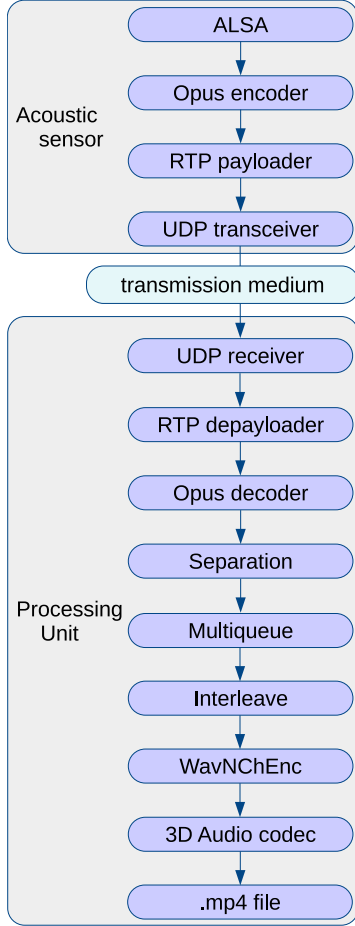 ALSA
Opus encoder
Acoustic
sensor
RTP payloader
UDP transceiver
transmission medium
UDP receiver
RTP depayloader
Opus decoder
Separation
Processing
Unit
Multiqueue
Interleave
WavNChEnc
3D Audio codec
.mp4 file